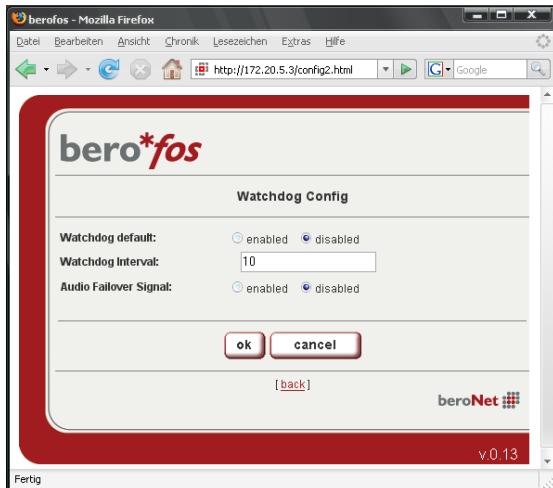 berofos - Mozilla Firefox
Datei Bearbeiten Ansicht Chronik Lesezeichen Extras Hilfe
http://172.20.5.3/config2.html
G Google
bero*fos
Watchdog Config
Watchdog default: enabled disabled
Watchdog Interval: 10
Audio Failover Signal: enabled disabled
ok cancel
[ back ]
beroNet
v.0.13
Fertig